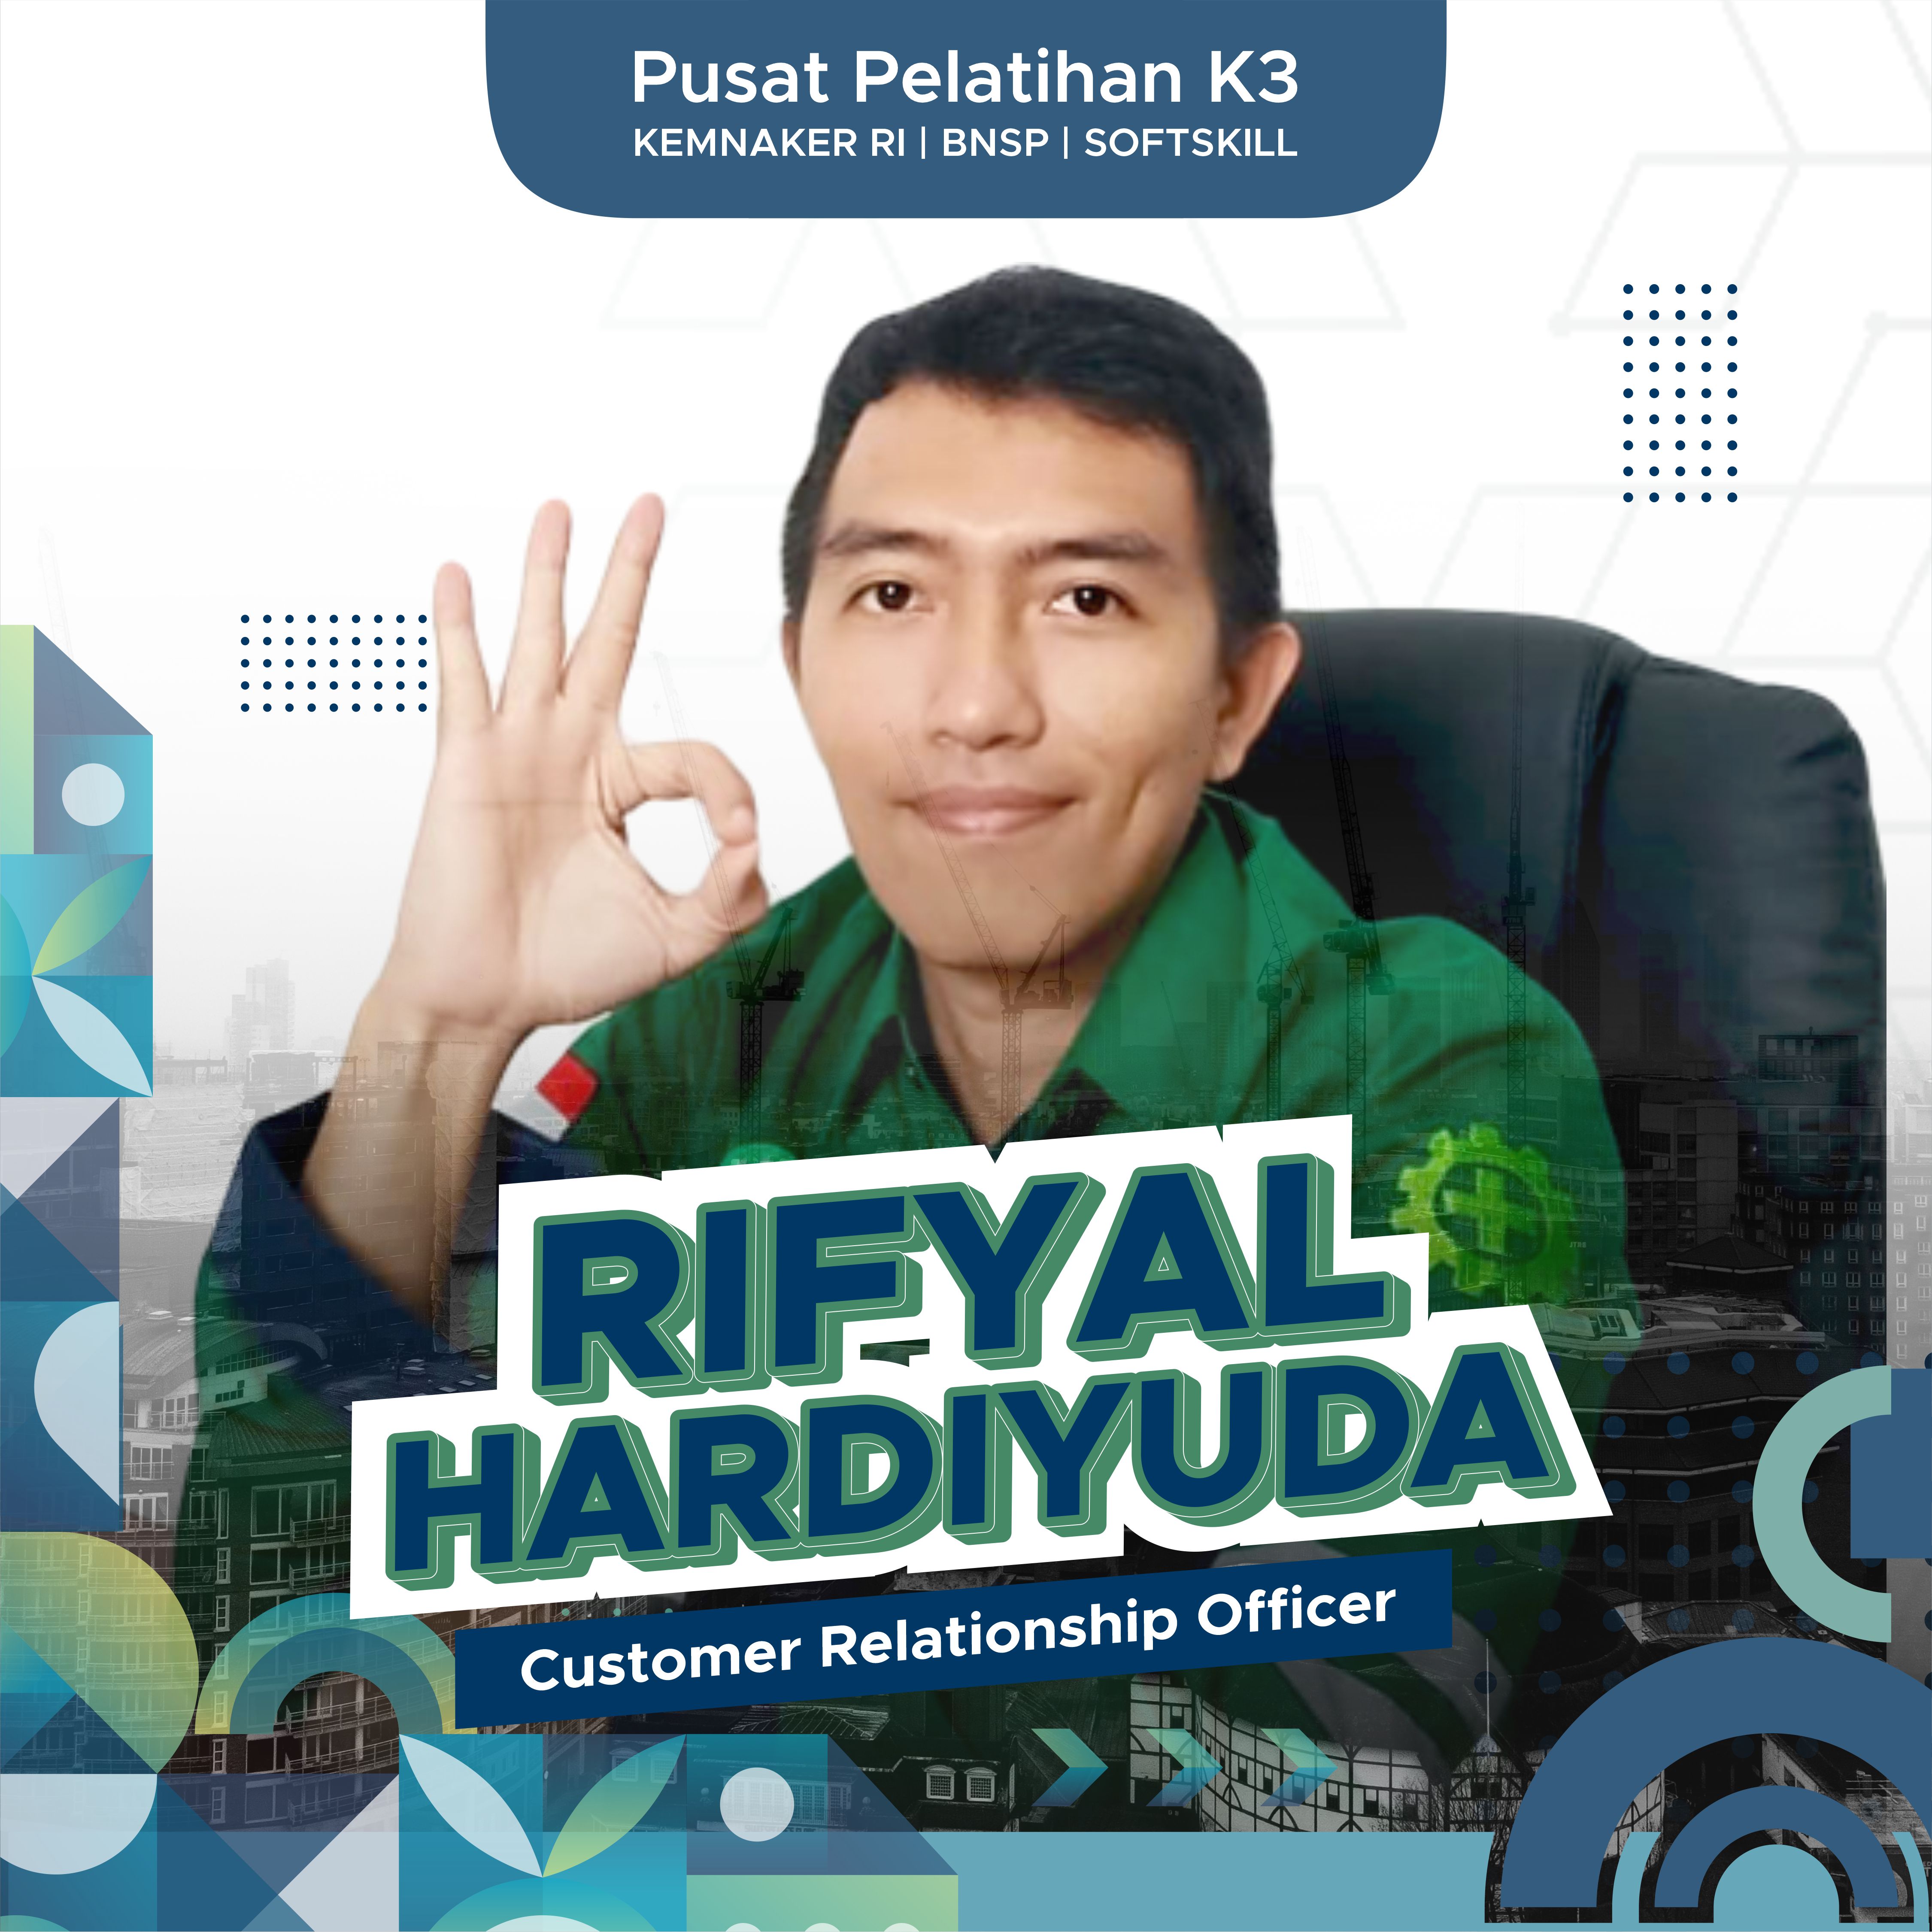 Pusat Pelatihan K3
KEMNAKER RI | BNSP | SOFTSKILL
RIFYAL
HARDIYUDA
Customer Relationship Officer